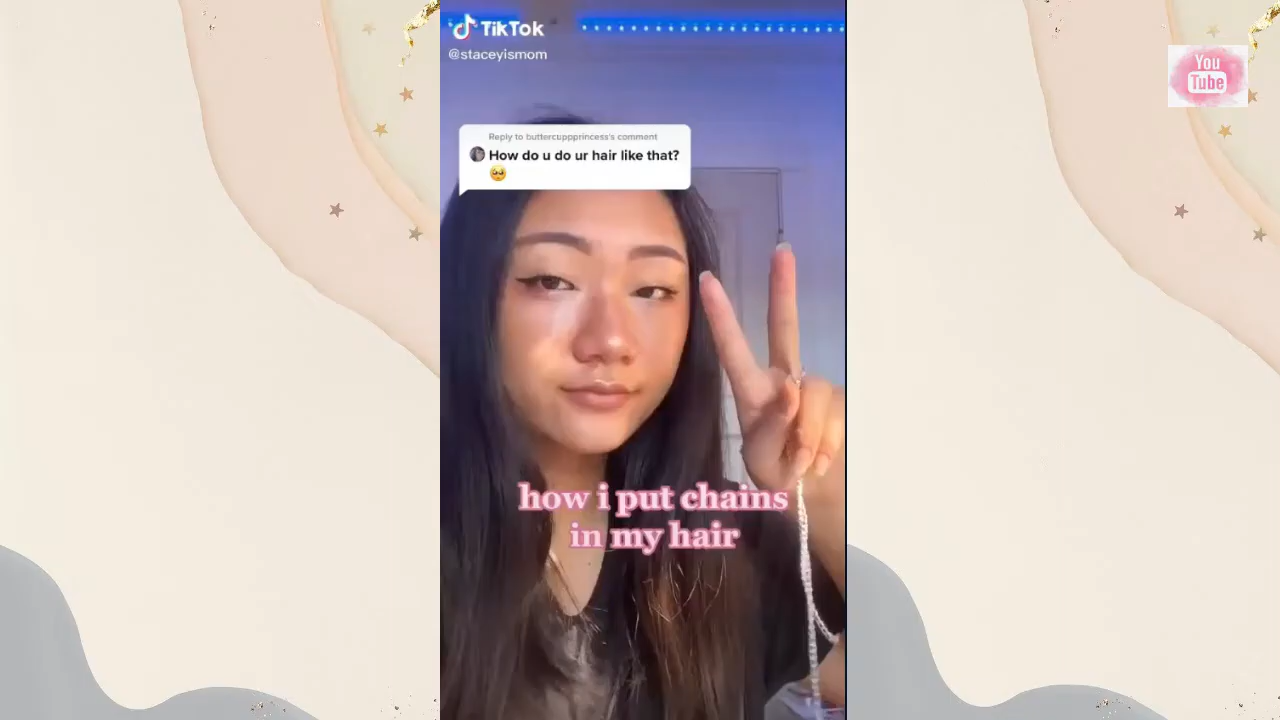 TikTok
@staceyismom
You
Tube
Reply to buttercuppprincess's comment
How do u do ur hair like that?
🥺
how i put chains
in my hair